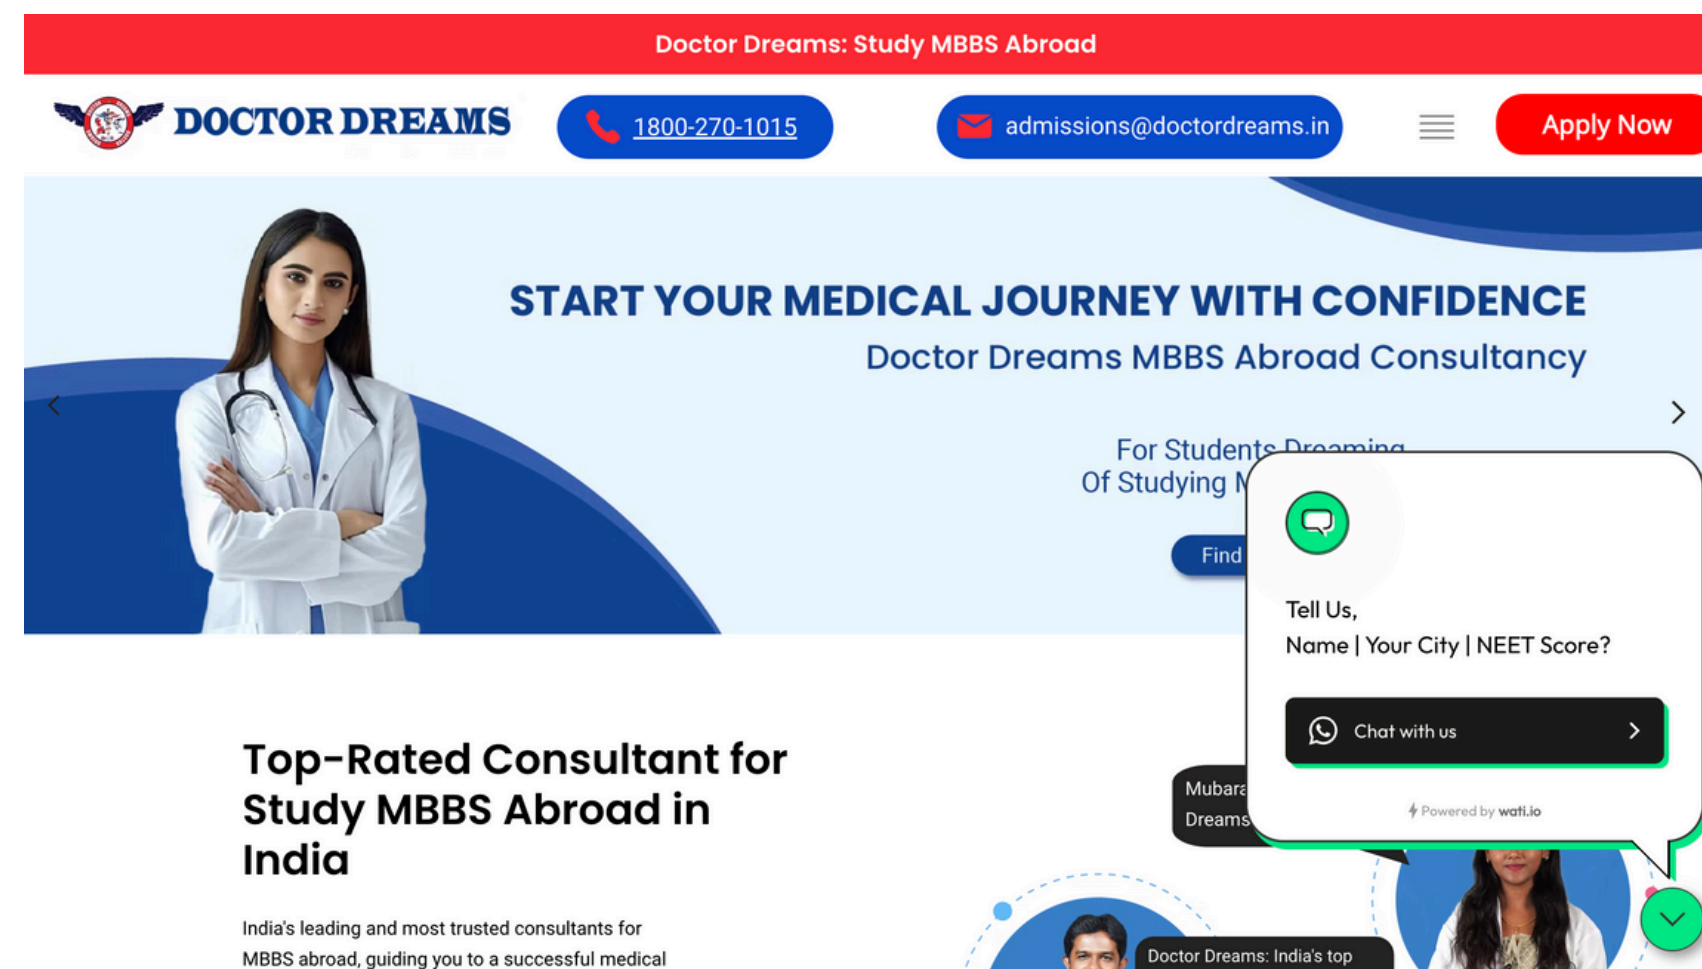 Doctor Dreams: Study MBBS Abroad
DOCTOR DREAMS
1800-270-1015
admissions@doctordreams.in
Apply Now
START YOUR MEDICAL JOURNEY WITH CONFIDENCE
Doctor Dreams MBBS Abroad Consultancy
For Students Dreaming
Of Studying
Find
Tell Us,
Name | Your City | NEET Score?
Chat with us
Powered by wati.io
Top-Rated Consultant for
Study MBBS Abroad in
India
India's leading and most trusted consultants for
MBBS abroad, guiding you to a successful medical
Dreams
Doctor Dreams: India's top